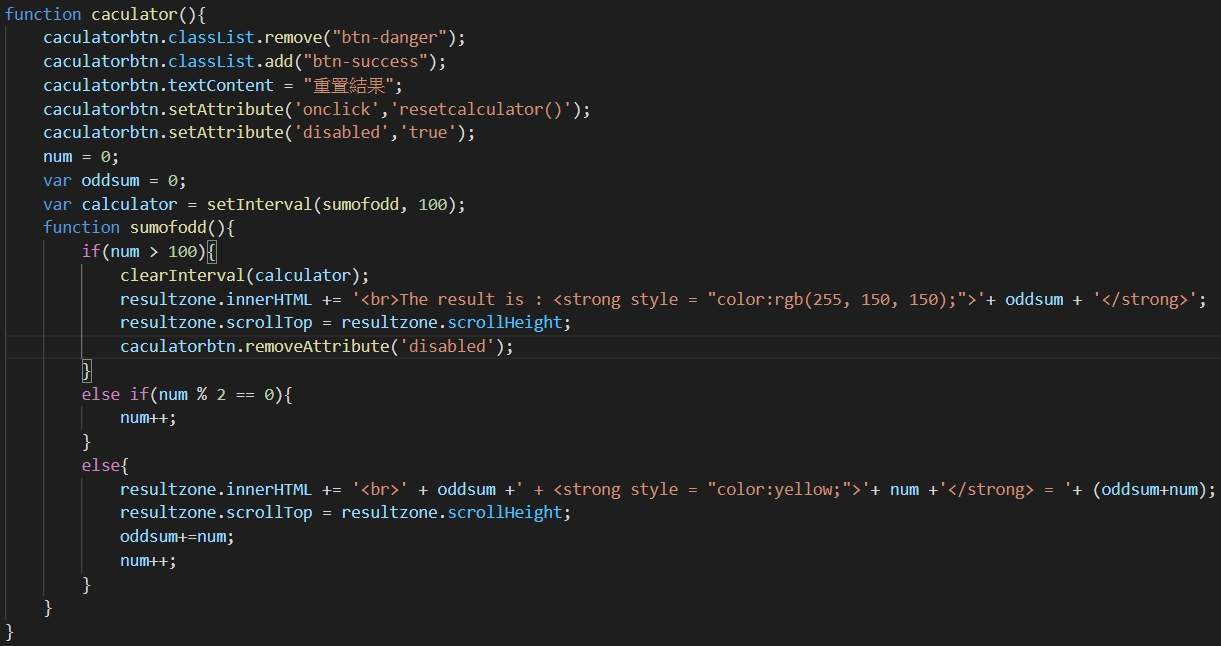 function caculator(){
    caculatorbtn.classList.remove("btn-danger");
    caculatorbtn.classList.add("btn-success");
    caculatorbtn.textContent = "重置結果";
    caculatorbtn.setAttribute('onclick','resetcalculator()');
    caculatorbtn.setAttribute('disabled','true');
    num = 0;
    var oddsum = 0;
    var calculator = setInterval(sumofodd, 100);
    function sumofodd(){
        if(num > 100){
            clearInterval(calculator);
            resultzone.innerHTML += '<br>The result is : <strong style = "color:rgb(255, 150, 150);">'+ oddsum + '</strong>';
            resultzone.scrollTop = resultzone.scrollHeight;
            caculatorbtn.removeAttribute('disabled');
        }
        else if(num % 2 == 0){
            num++;
        }
        else{
            resultzone.innerHTML += '<br>' + oddsum +' + <strong style = "color:yellow;">'+ num +'</strong> = '+ (oddsum+num);
            resultzone.scrollTop = resultzone.scrollHeight;
            oddsum+=num;
            num++;
        }
    }
}